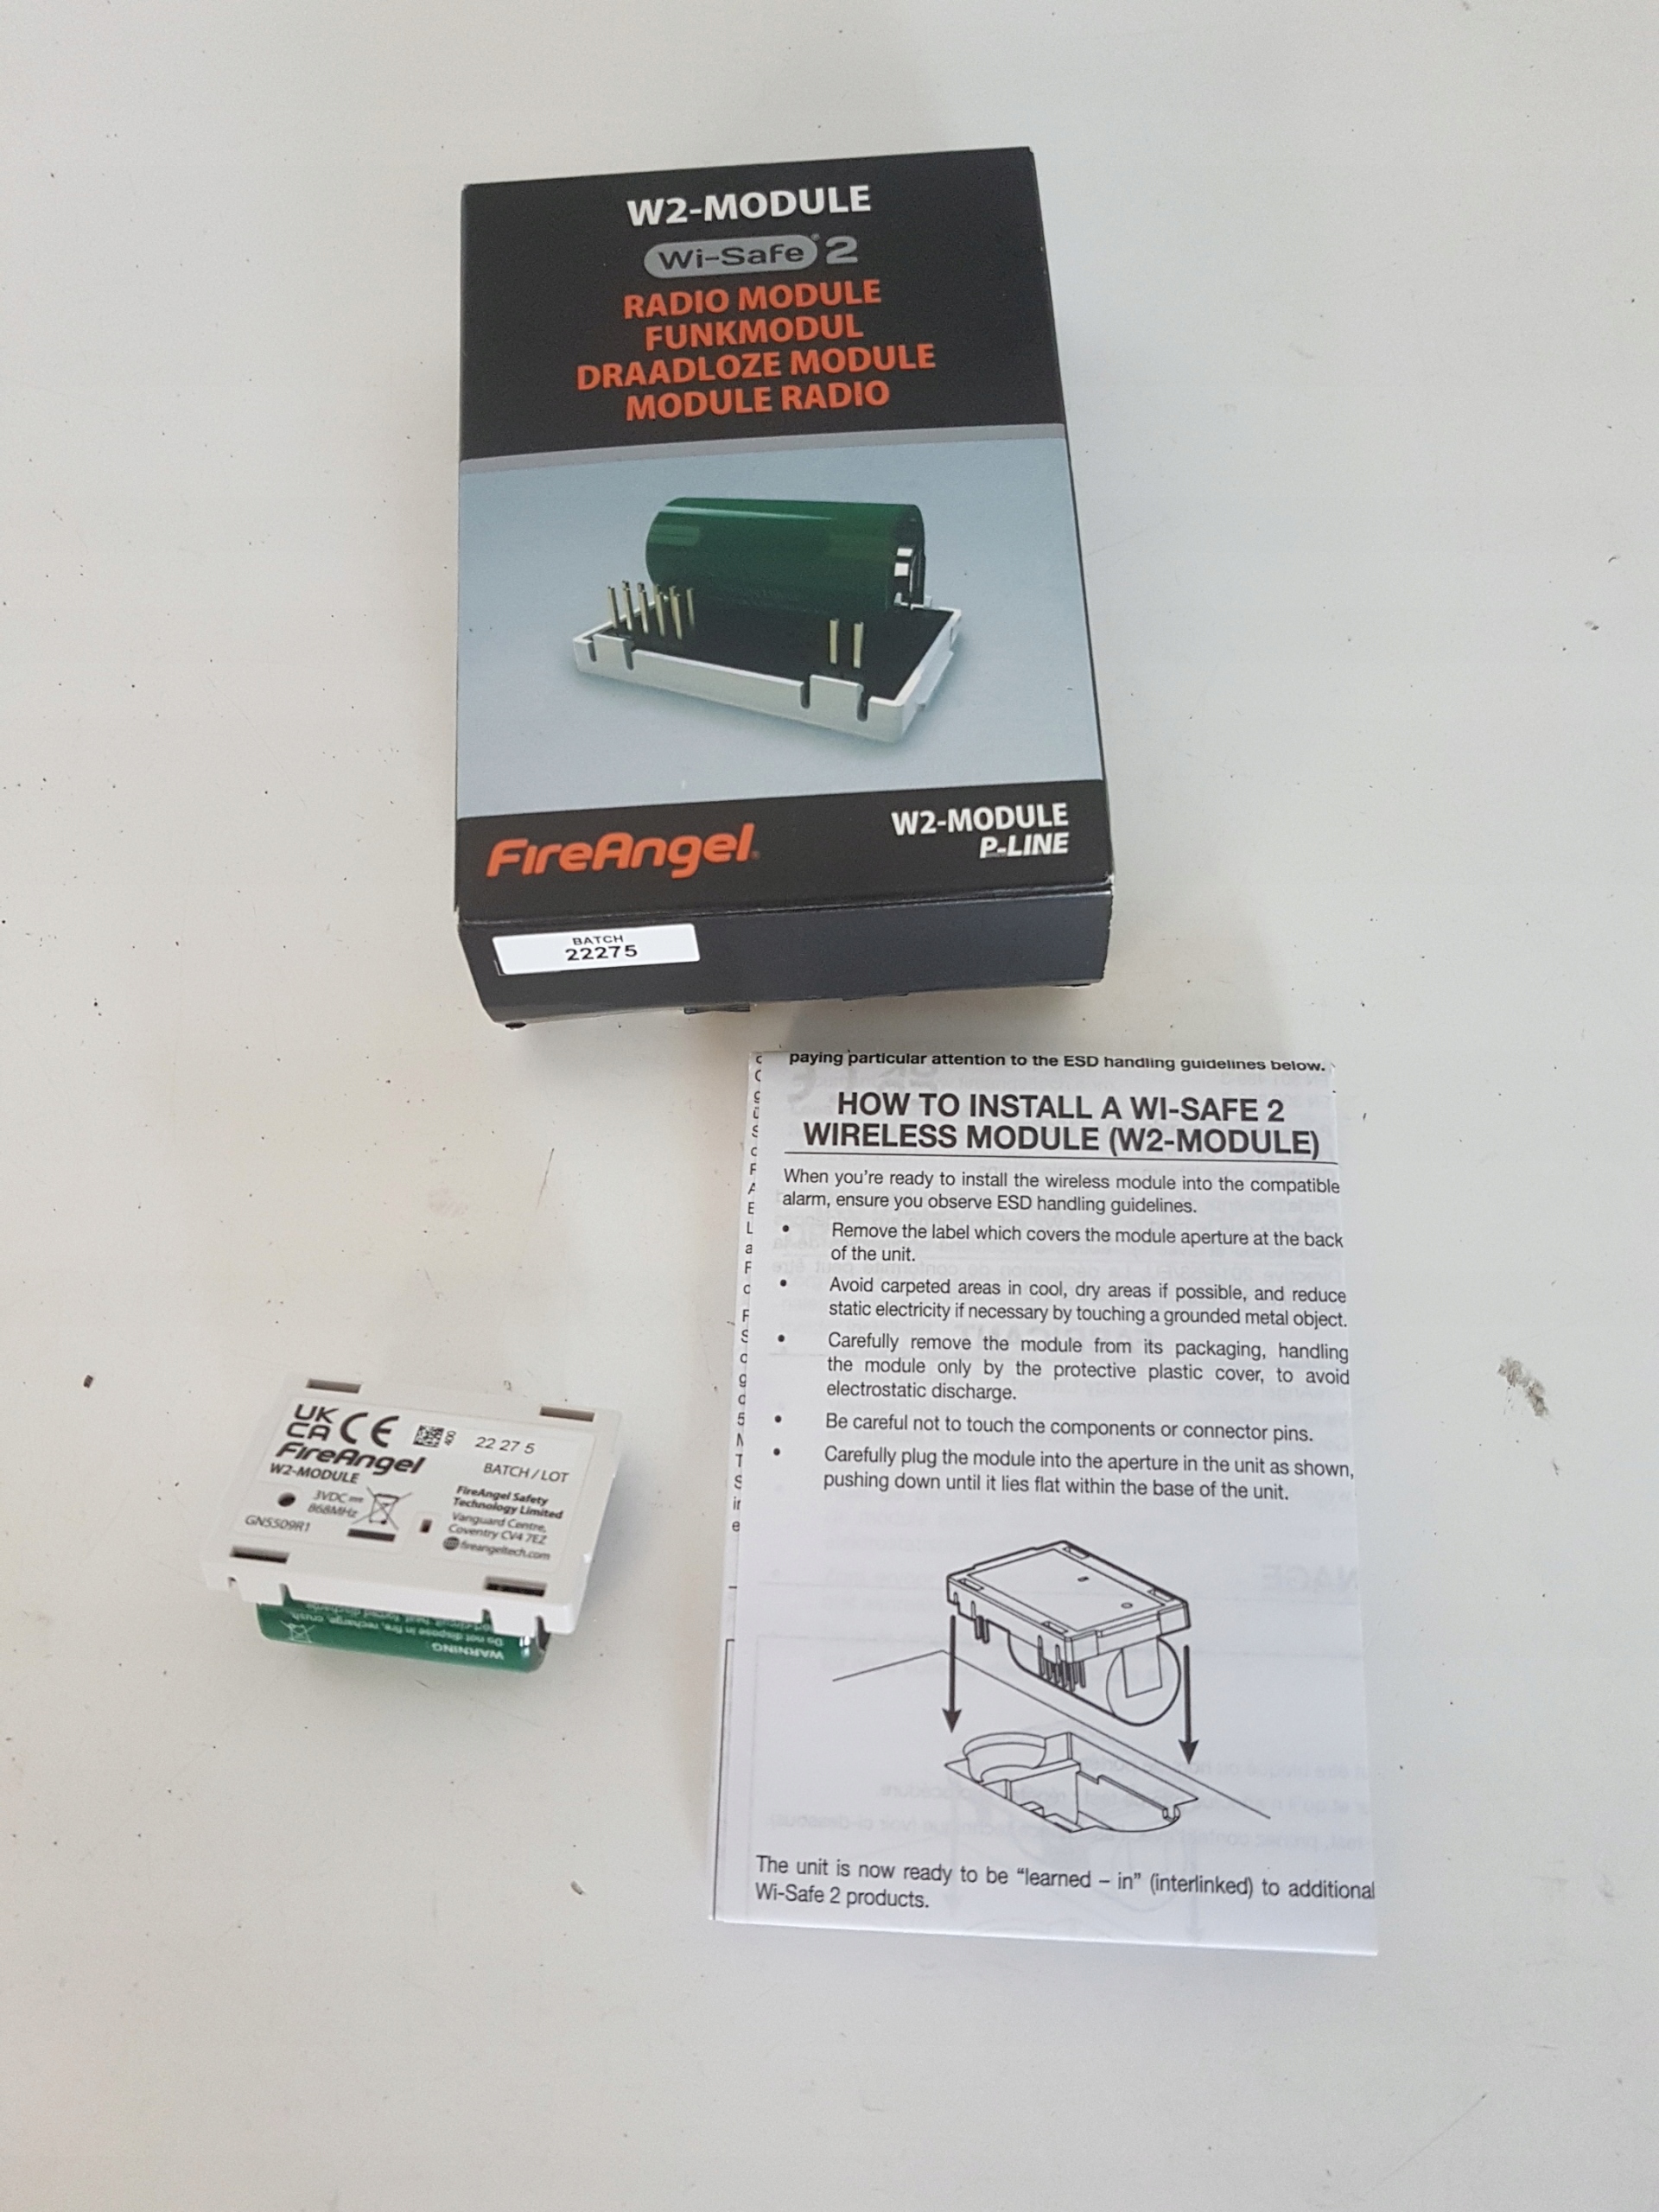 W2-MODULE
Wi-Safe® 2
RADIO MODULE
FUNKMODUL
DRAADLOZE MODULE
MODULE RADIO
FireAngel®
W2-MODULE
P-LINE
BATCH
22275
paying particular attention to the ESD handling guidelines below.
HOW TO INSTALL A WI-SAFE 2
WIRELESS MODULE (W2-MODULE)
When you're ready to install the wireless module into the compatible
alarm, ensure you observe ESD handling guidelines.
• Remove the label which covers the module aperture at the back
of the unit.
• Avoid carpeted areas in cool, dry areas if possible, and reduce
static electricity if necessary by touching a grounded metal object.
• Carefully remove the module from its packaging, handling
the module only by the protective plastic cover, to avoid
electrostatic discharge.
• Be careful not to touch the components or connector pins.
• Carefully plug the module into the aperture in the unit as shown,
pushing down until it lies flat within the base of the unit.
The unit is now ready to be “learned – in” (interlinked) to additional
Wi-Safe 2 products.
UK
CA CE
400
22 27 5
FireAngel
W2-MODULE
BATCH / LOT
3VDC
868MHz
GN5509R1
FireAngel Safety
Technology Limited
Vanguard Centre,
Coventry CV4 7EZ
fireangeltech.com
WARNING:
Do not dispose in fire, recharge, crush,